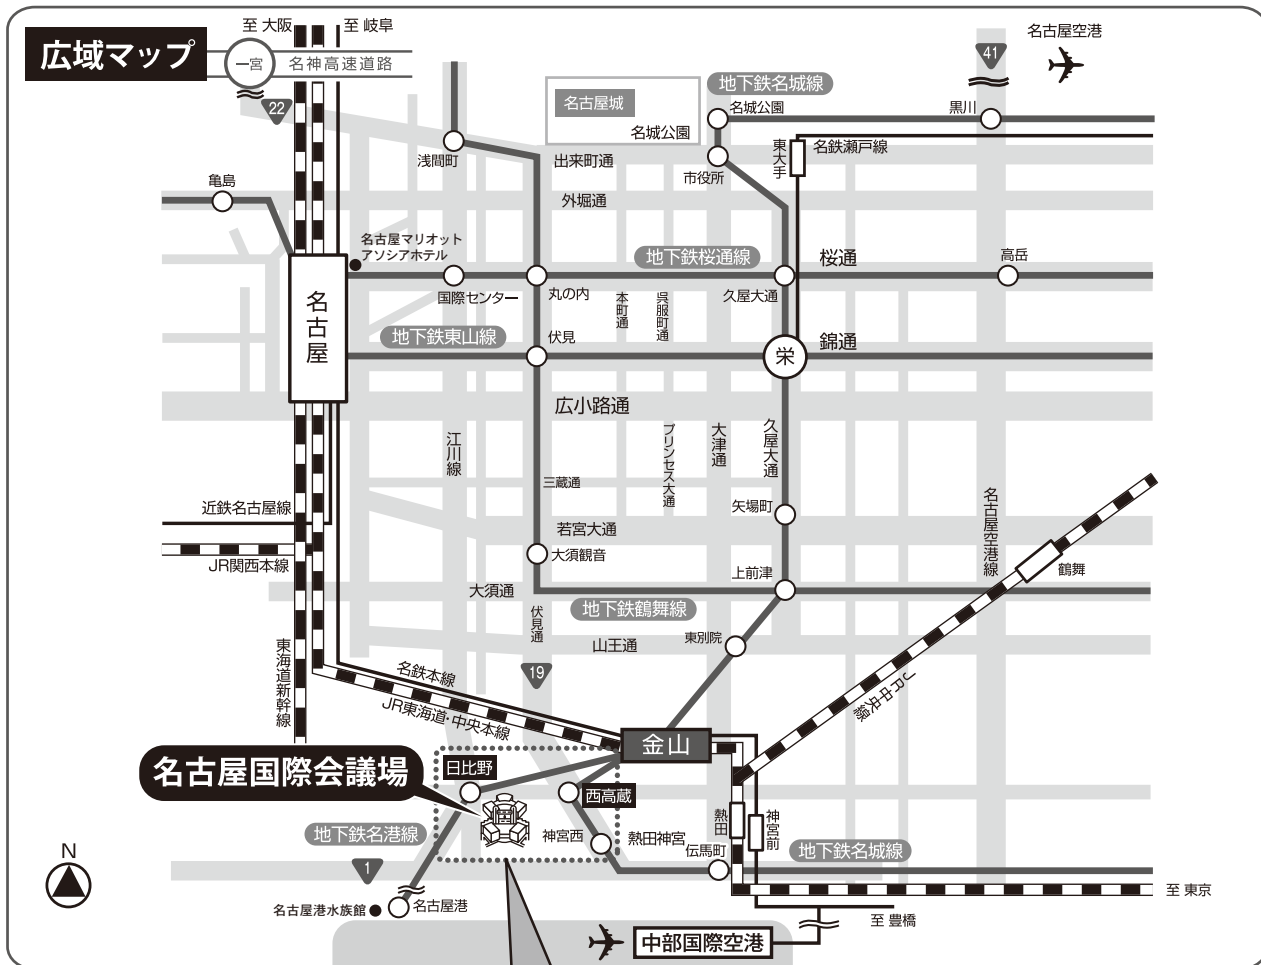 至 大阪
至 岐阜
広域マップ
一宮
名神高速道路
22
名古屋空港
41
地下鉄名城線
名古屋城
名城公園
名城公園
黒川
浅間町
出来町通
市役所
東大手
名鉄瀬戸線
亀島
外堀通
名古屋マリオット
アソシアホテル
地下鉄桜通線
桜通
高岳
名古屋
国際センター
丸の内
本町通
呉服町通
久屋大通
地下鉄東山線
伏見
栄
錦通
広小路通
江川線
プリンセス大通
大津通
久屋大通
三蔵通
近鉄名古屋線
矢場町
名古屋空港線
若宮大通
大須観音
JR関西本線
上前津
鶴舞
大須通
地下鉄鶴舞線
伏見通
東海道新幹線
山王通
東別院
19
名鉄本線
JR東海道・中央本線
JR中央線
金山
名古屋国際会議場
日比野
西高蔵
地下鉄名港線
神宮西
熱田神宮
熱田
神宮前
伝馬町
地下鉄名城線
N
1
至 東京
名古屋港水族館
名古屋港
至 豊橋
中部国際空港